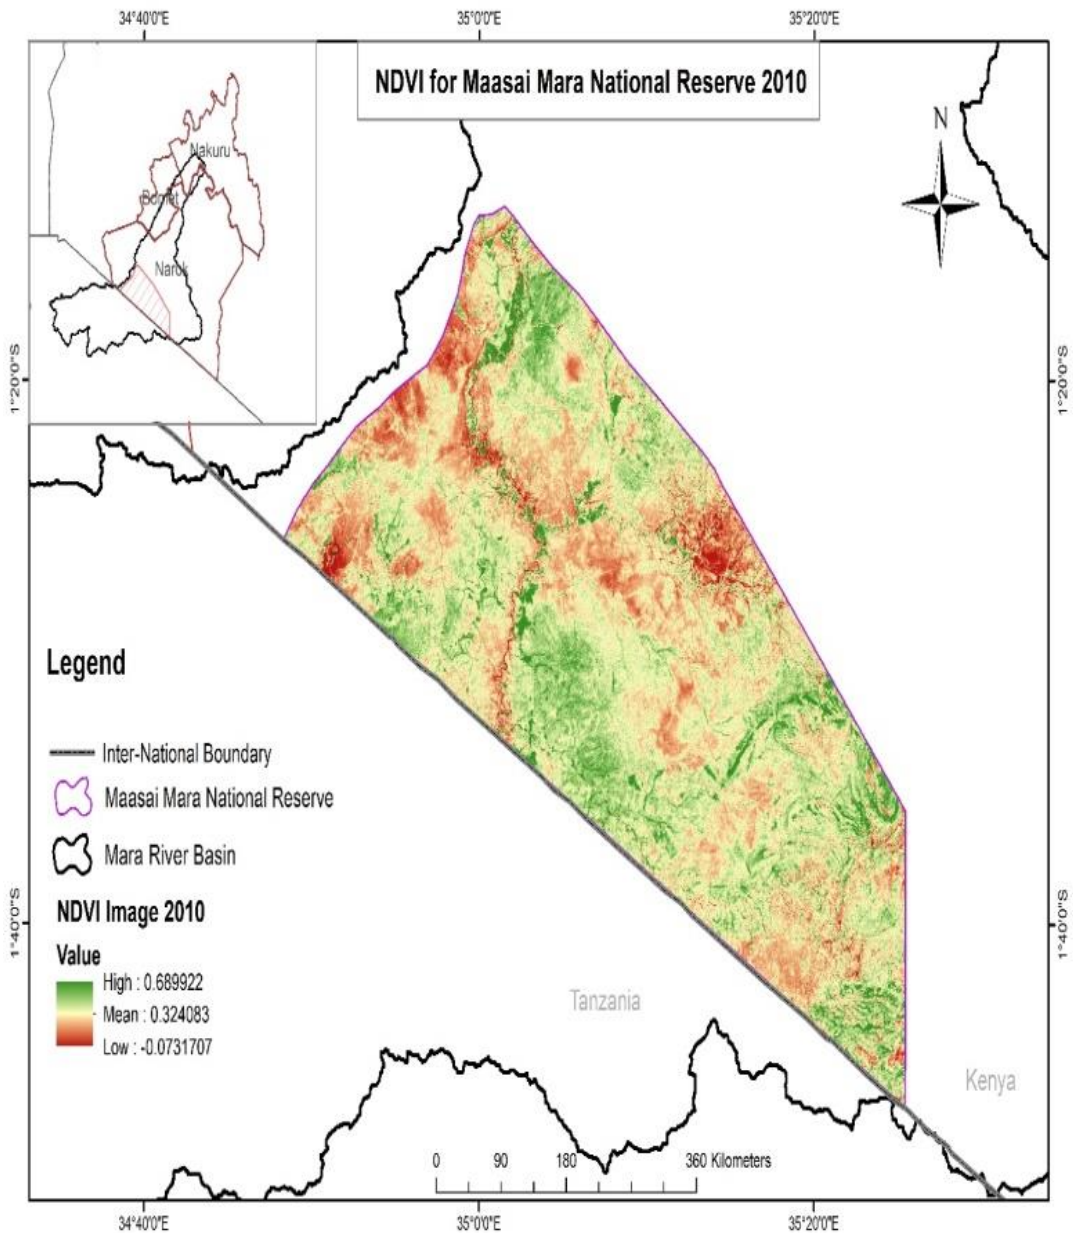 34°40'0"E 35°0'0"E 35°20'0"E
NDVI for Maasai Mara National Reserve 2010
N
Nakuru
Bomet
Narok
1°20'0"S 1°20'0"S
Legend
Inter-National Boundary
Maasai Mara National Reserve
Mara River Basin
NDVI Image 2010
Value
High : 0.689922
Mean : 0.324083
Low : -0.0731707
1°40'0"S 1°40'0"S
Tanzania
Kenya
0 90 180 360 Kilometers
34°40'0"E 35°0'0"E 35°20'0"E